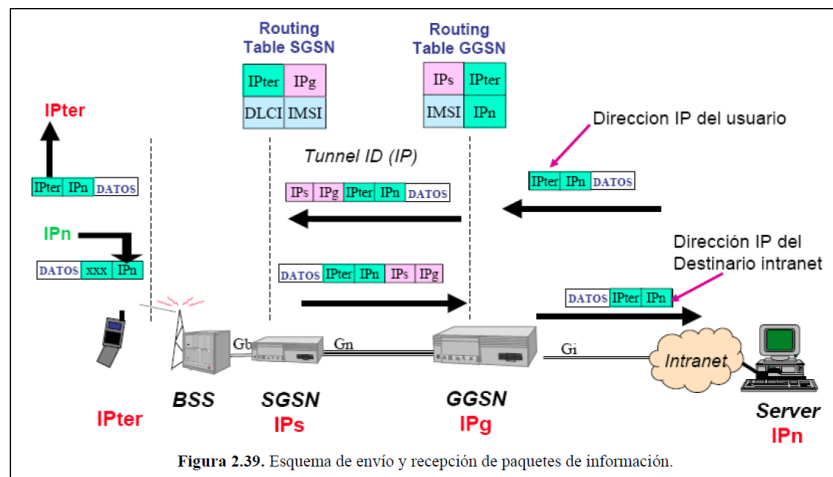 Routing
Table SGSN
Routing
Table GGSN
IPter IPg
DLCI IMSI
IPs IPter
IMSI IPn
IPter
Direccion IP del usuario
Tunnel ID (IP)
IPter IPn DATOS
IPs IPg IPter IPn DATOS
IPter IPn DATOS
IPn
Dirección IP del
Destinario intranet
DATOS xxx IPn
DATOS IPter IPn IPs IPg
DATOS IPter IPn
Gb
Gn
Gi
Intranet
IPter
BSS
SGSN
IPs
GGSN
IPg
Server
IPn
Figura 2.39. Esquema de envío y recepción de paquetes de información.